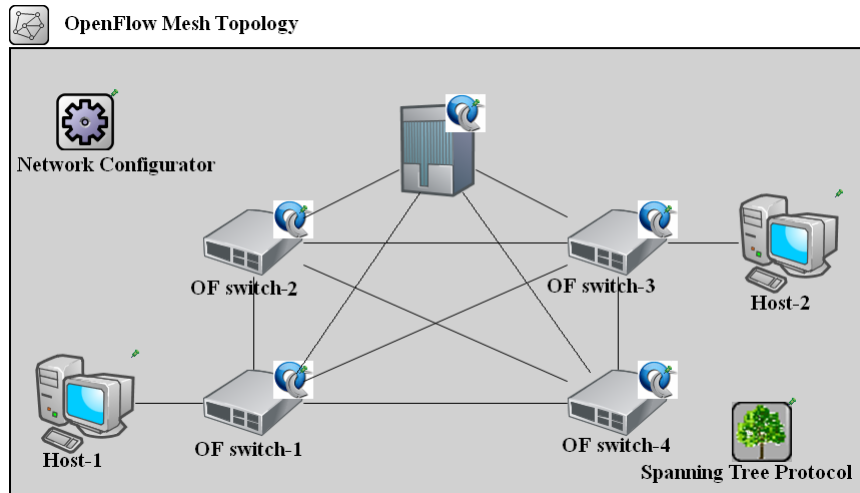 OpenFlow Mesh Topology
Network Configurator
OF switch-2
OF switch-3
Host-2
Host-1
OF switch-1
OF switch-4
Spanning Tree Protocol